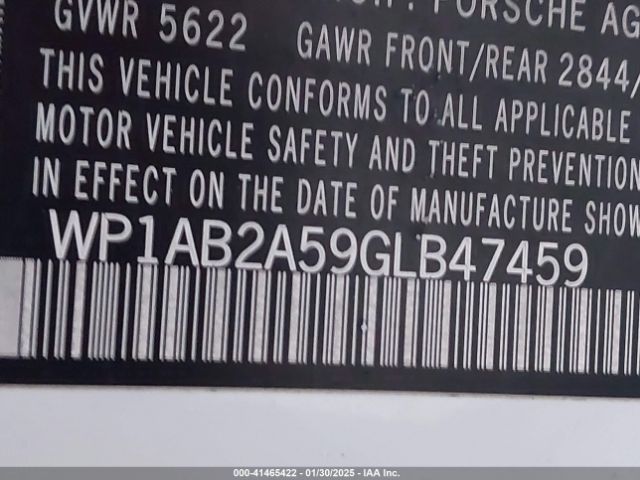 : PORSCHE AG
GVWR 5622 GAWR FRONT/REAR 2844/
THIS VEHICLE CONFORMS TO ALL APPLICABLE
MOTOR VEHICLE SAFETY AND THEFT PREVENTION
IN EFFECT ON THE DATE OF MANUFACTURE SHOW
WP1AB2A59GLB47459
000-41465422 - 01/30/2025 - IAA Inc.